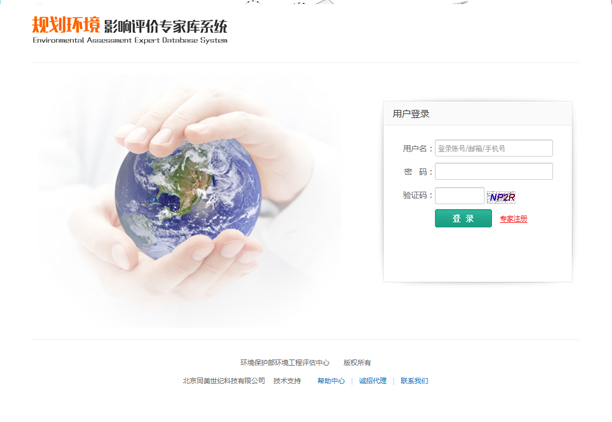 规划环境 影响评价专家库系统
Environmental Assessment Expert Database System
用户登录
用户名： 登录账号/邮箱/手机号
密 码：
验证码： NP2R
登 录 专家注册
环境保护部环境工程评估中心 版权所有
北京同美世纪科技有限公司 技术支持 帮助中心 | 诚招代理 | 联系我们